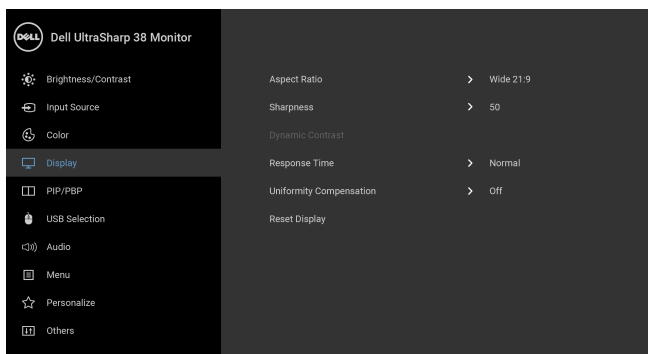 DELL Dell UltraSharp 38 Monitor
Brightness/Contrast
Aspect Ratio Wide 21:9
Input Source
Sharpness 50
Color
Dynamic Contrast
Display
Response Time Normal
PIP/PBP
Uniformity Compensation Off
USB Selection
Reset Display
Audio
Menu
Personalize
Others